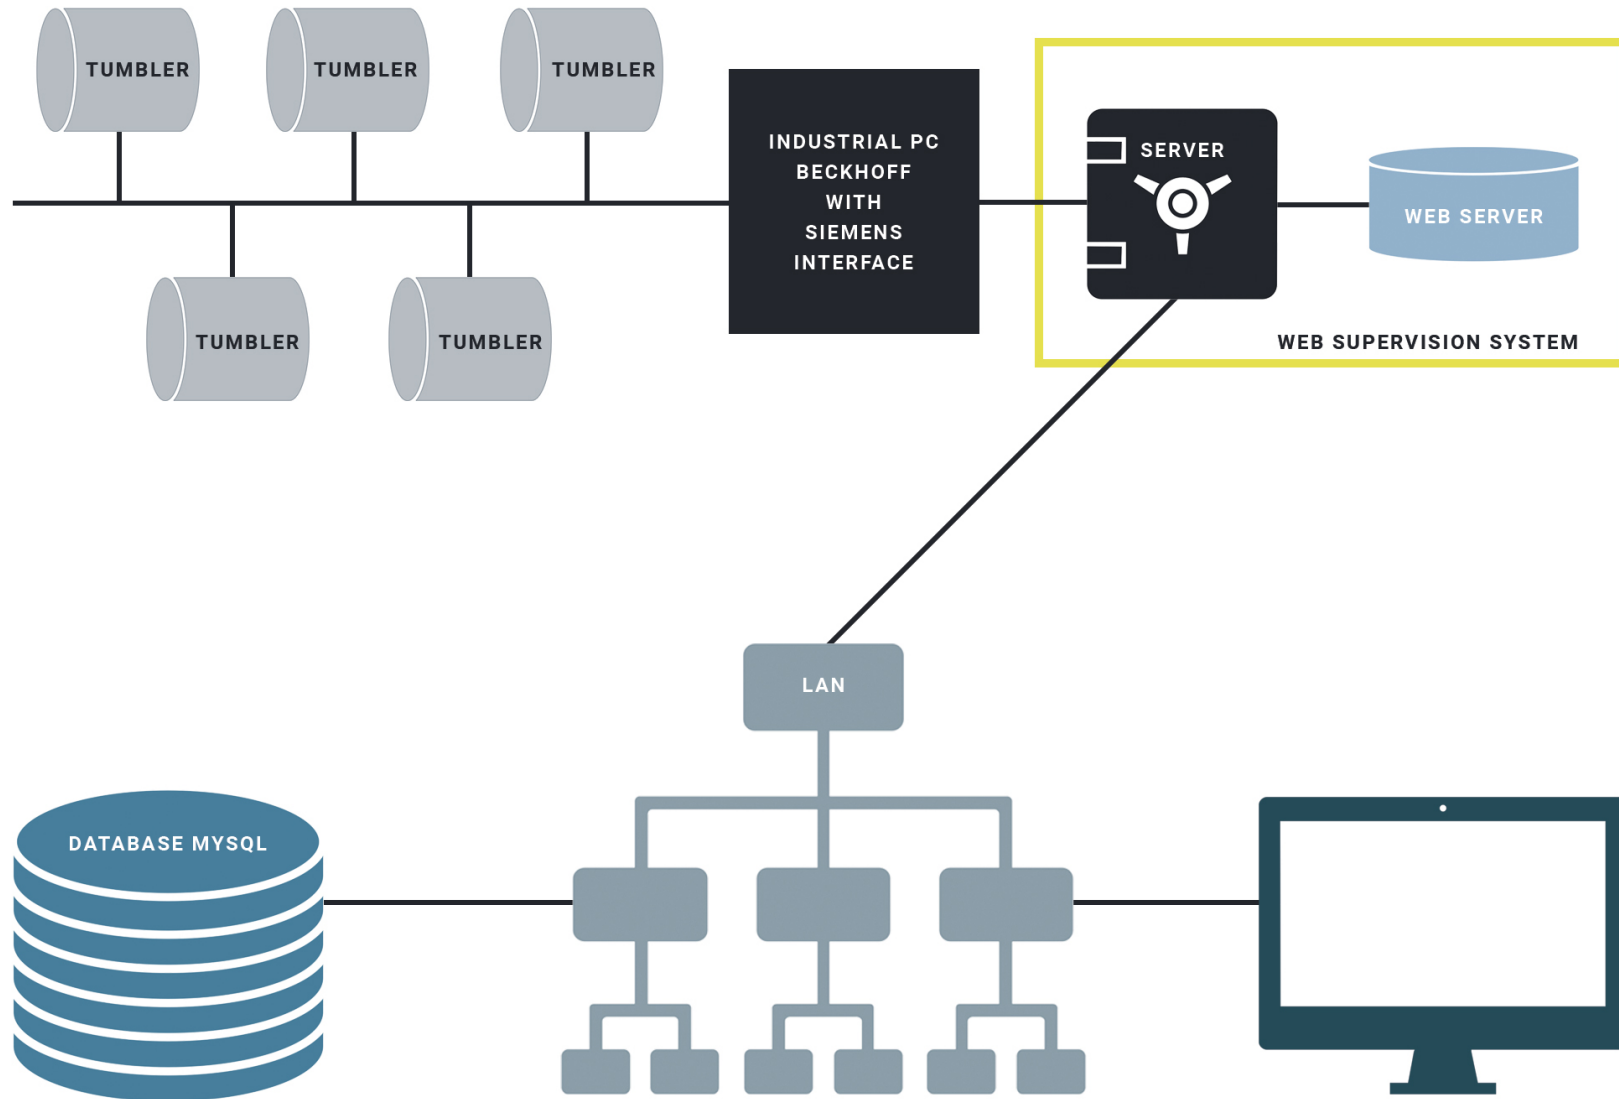 TUMBLER
TUMBLER
TUMBLER
INDUSTRIAL PC
BECKHOFF
WITH
SIEMENS
INTERFACE
SERVER
WEB SERVER
TUMBLER
TUMBLER
WEB SUPERVISION SYSTEM
LAN
DATABASE MYSQL